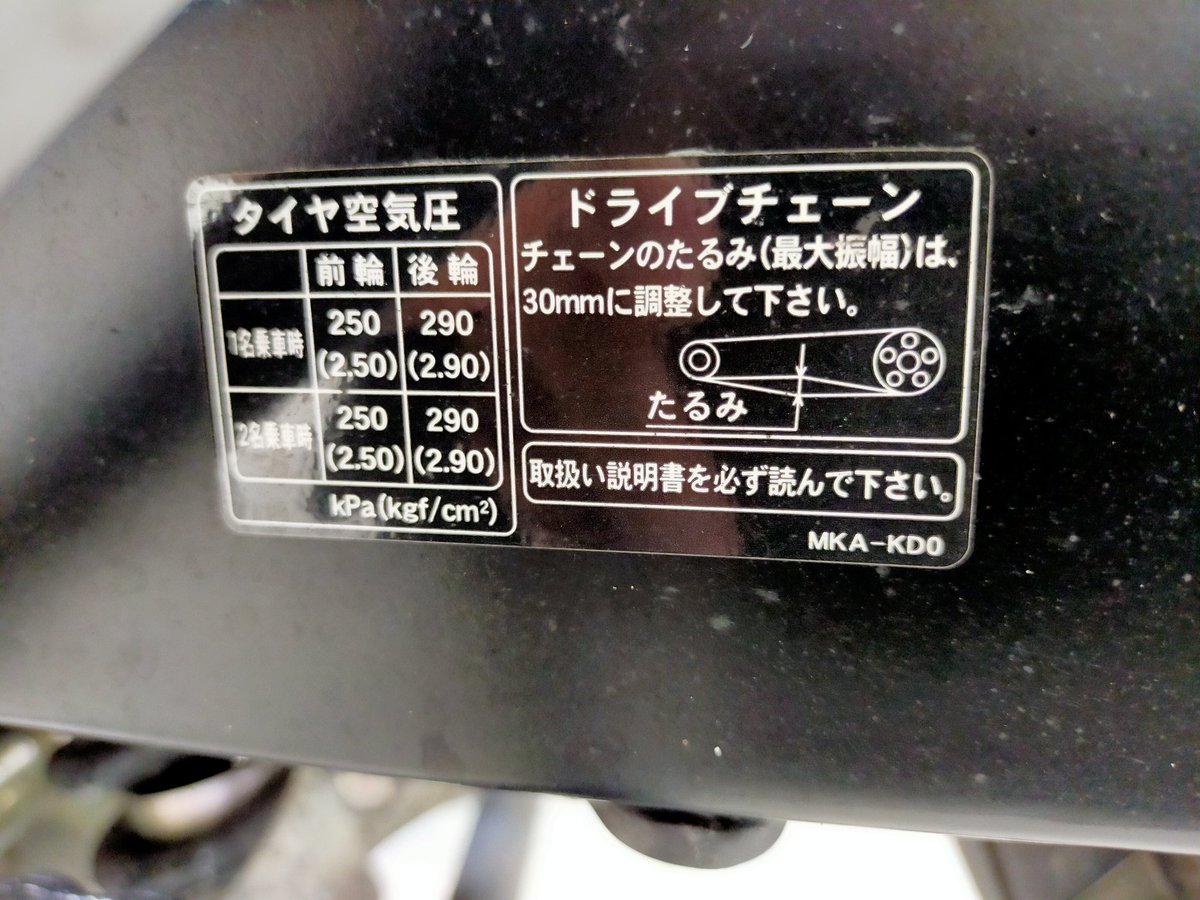 タイヤ空気圧
前輪 後輪
1名乗車時 250 290
(2.50) (2.90)
2名乗車時 250 290
(2.50) (2.90)
kPa(kgf/cm²)
ドライブチェーン
チェーンのたるみ(最大振幅)は、
30mmに調整して下さい。
たるみ
取扱い説明書を必ず読んで下さい。
MKA-KD0